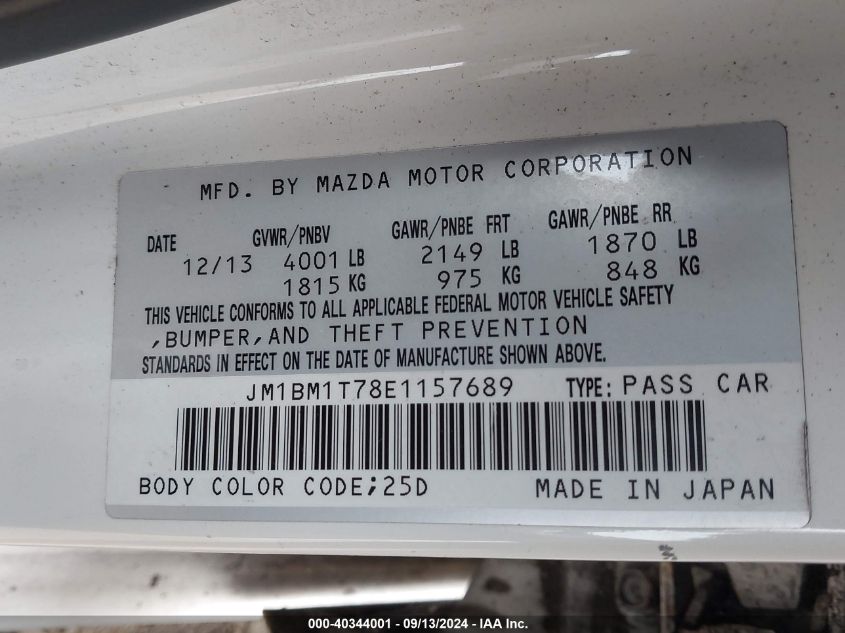 MFD. BY MAZDA MOTOR CORPORATION
DATE GVWR/PNBV GAWR/PNBE FRT GAWR/PNBE RR
12/13 4001 LB 2149 LB 1870 LB
1815 KG 975 KG 848 KG
THIS VEHICLE CONFORMS TO ALL APPLICABLE FEDERAL MOTOR VEHICLE SAFETY
,BUMPER,AND THEFT PREVENTION
STANDARDS IN EFFECT ON THE DATE OF MANUFACTURE SHOWN ABOVE.
JM1BM1T78E1157689 TYPE: PASS CAR
BODY COLOR CODE;25D MADE IN JAPAN
000-40344001 - 09/13/2024 - IAA Inc.